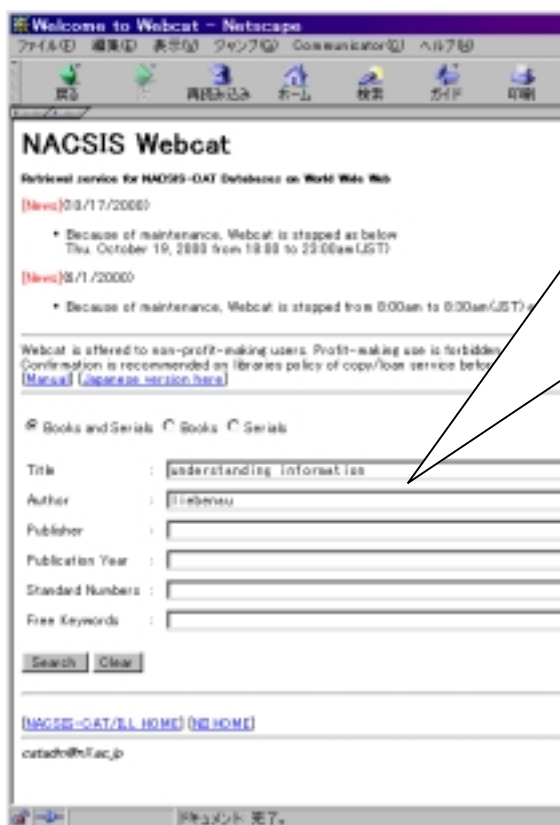 Welcome to Webcat - Netscape
ファイル(F) 編集(E) 表示(V) ジャンプ(G) Communicator(C) ヘルプ(H)
戻る 再読み込み ホーム 検索 ガイド 印刷
NACSIS Webcat
Retrieval service for NACSIS-CAT Databases on World Wide Web
[News](10/17/2000)
• Because of maintenance, Webcat is stopped as below
Thu. October 19, 2000 from 18:00 to 23:00am(JST)
[News](8/1/2000)
• Because of maintenance, Webcat is stopped from 8:00am to 8:30am(JST)
Webcat is offered to non-profit-making users. Profit-making use is forbidden
Confirmation is recommended on libraries policy of copy/loan service before
[Manual] [Japanese version here]
Books and Serials Books Serials
Title : understanding information
Author : liebenau
Publisher :
Publication Year :
Standard Numbers :
Free Keywords :
Search Clear
[NACSIS-CAT/ILL HOME] [NII HOME]
catadm@nii.ac.jp
ドキュメント: 完了。